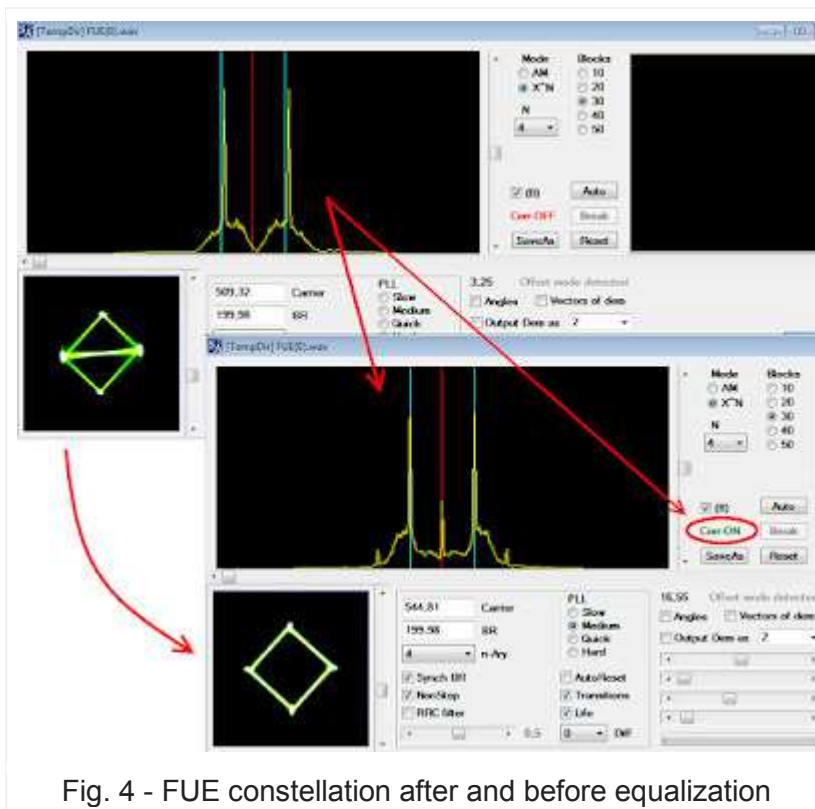 [TempDir] FUE(0).wav
Mode Blocks
AM 10
X^N 20
30
N 40
4 50
(R) Auto
Corr-OFF Break
SaveAs Reset
509,32 Carrier
199,98 BR
PLL
Slow
Medium
Quick
3,25 Offset mode detected
Angles Vectors of dem
Output Dem as 2
[TempDir] FUE(0).wav
Mode Blocks
AM 10
X^N 20
30
N 40
4 50
Auto
Corr-ON Break
SaveAs Reset
544,81 Carrier
199,98 BR
4 n-Ary
Synch BR
NonStop
RRC filter
0,5
PLL
Slow
Medium
Quick
Hard
AutoReset
Transitions
Life
0 Diff
16,55 Offset mode detected
Angles Vectors of dem
Output Dem as 2
Fig. 4 - FUE constellation after and before equalization